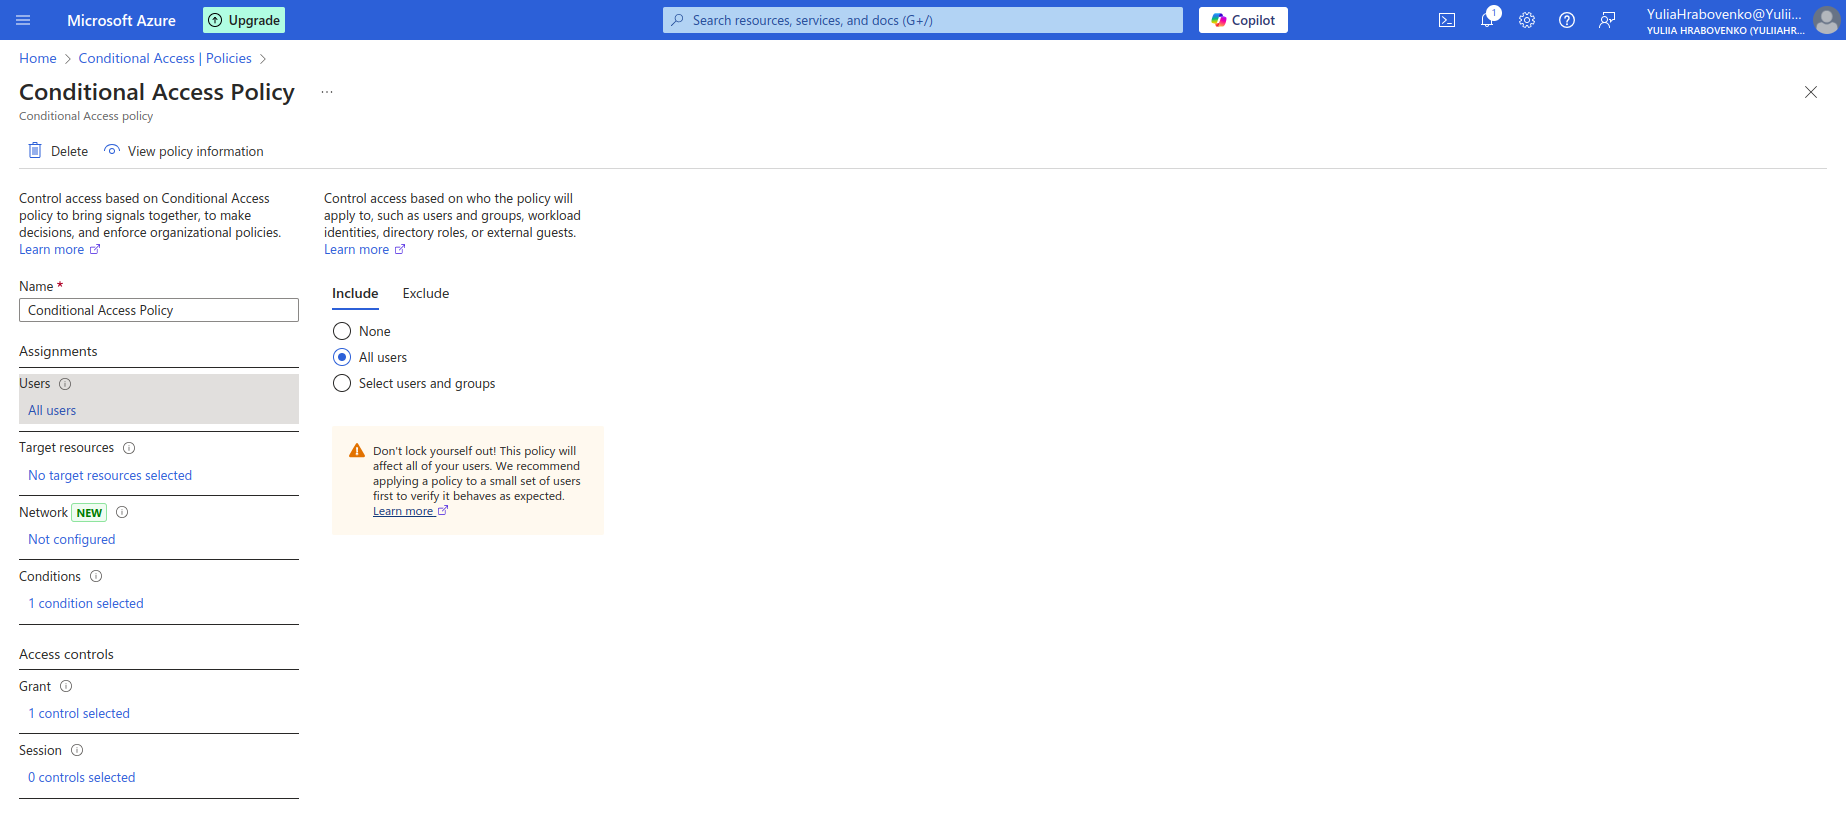 Microsoft Azure
Upgrade
Search resources, services, and docs (G+/)
Copilot
1
YuliaHrabovenko@Yulii...
YULIIA HRABOVENKO (YULIIAHR...
Home > Conditional Access | Policies >
Conditional Access Policy ...
Conditional Access policy
Delete
View policy information
Control access based on Conditional Access
policy to bring signals together, to make
decisions, and enforce organizational policies.
Learn more
Name *
Conditional Access Policy
Assignments
Users
All users
Target resources
No target resources selected
Network NEW
Not configured
Conditions
1 condition selected
Access controls
Grant
1 control selected
Session
0 controls selected
Control access based on who the policy will
apply to, such as users and groups, workload
identities, directory roles, or external guests.
Learn more
Include Exclude
None
All users
Select users and groups
Don't lock yourself out! This policy will
affect all of your users. We recommend
applying a policy to a small set of users
first to verify it behaves as expected.
Learn more